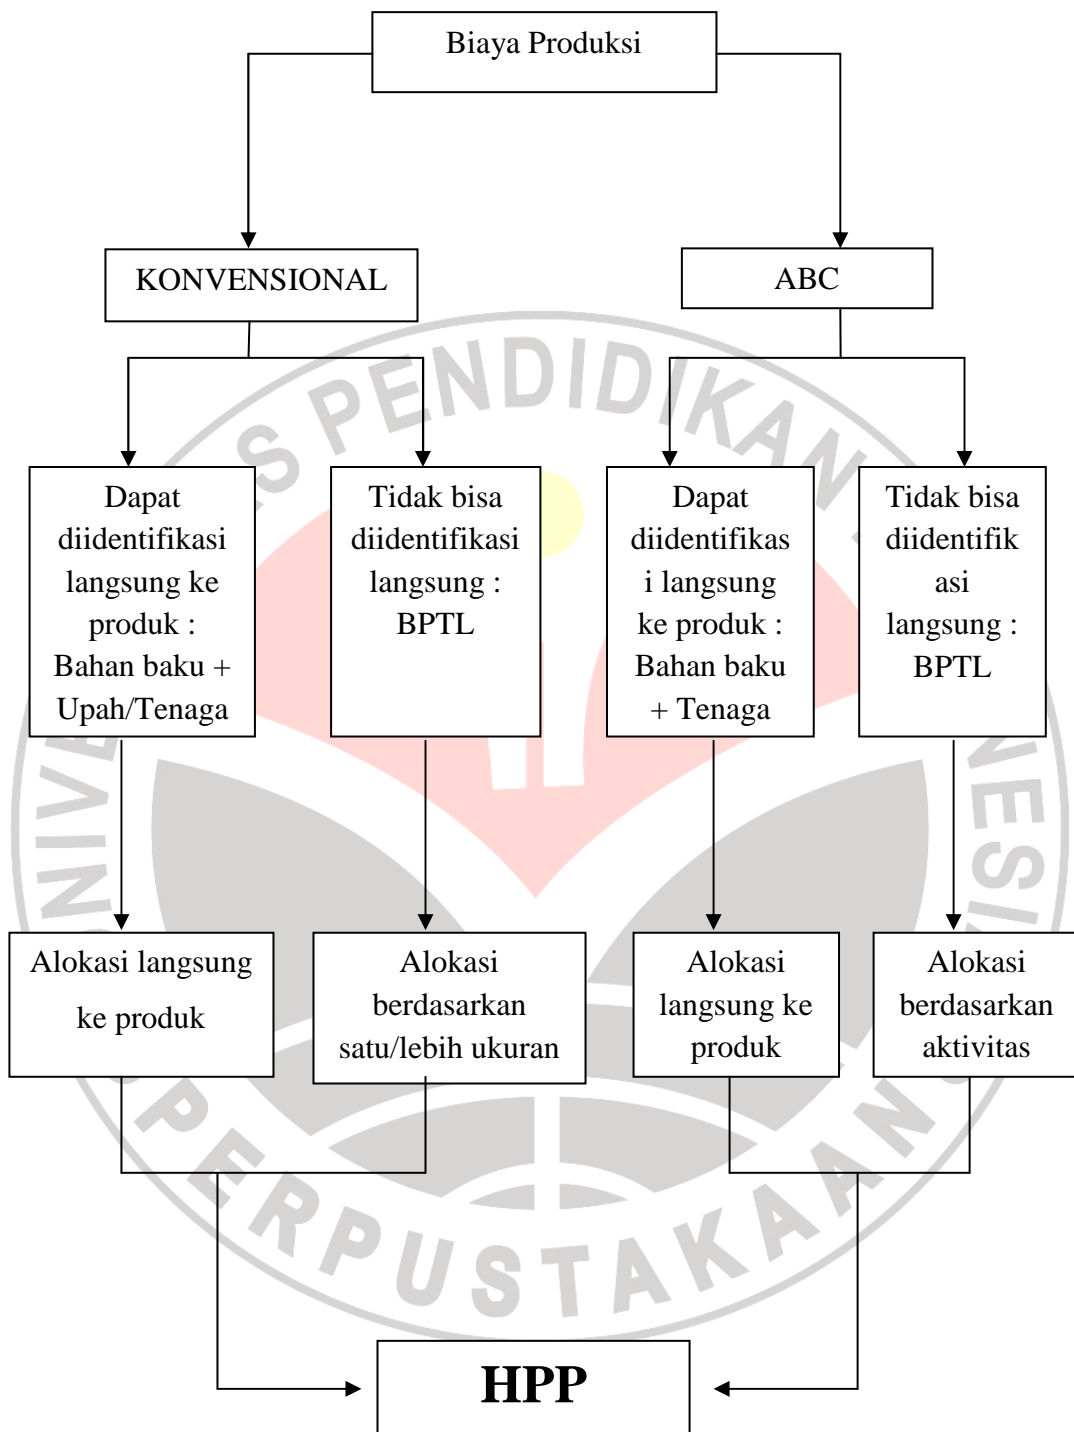 Biaya Produksi
KONVENSIONAL
ABC
Dapat
diidentifikasi
langsung ke
produk :
Bahan baku +
Upah/Tenaga
Tidak bisa
diidentifikasi
langsung :
BPTL
Dapat
diidentifikas
i langsung
ke produk :
Bahan baku
+ Tenaga
Tidak bisa
diidentifik
asi
langsung :
BPTL
Alokasi langsung
ke produk
Alokasi
berdasarkan
satu/lebih ukuran
Alokasi
langsung ke
produk
Alokasi
berdasarkan
aktivitas
HPP
PENDIDIKAN
PERPUSTAKAAN